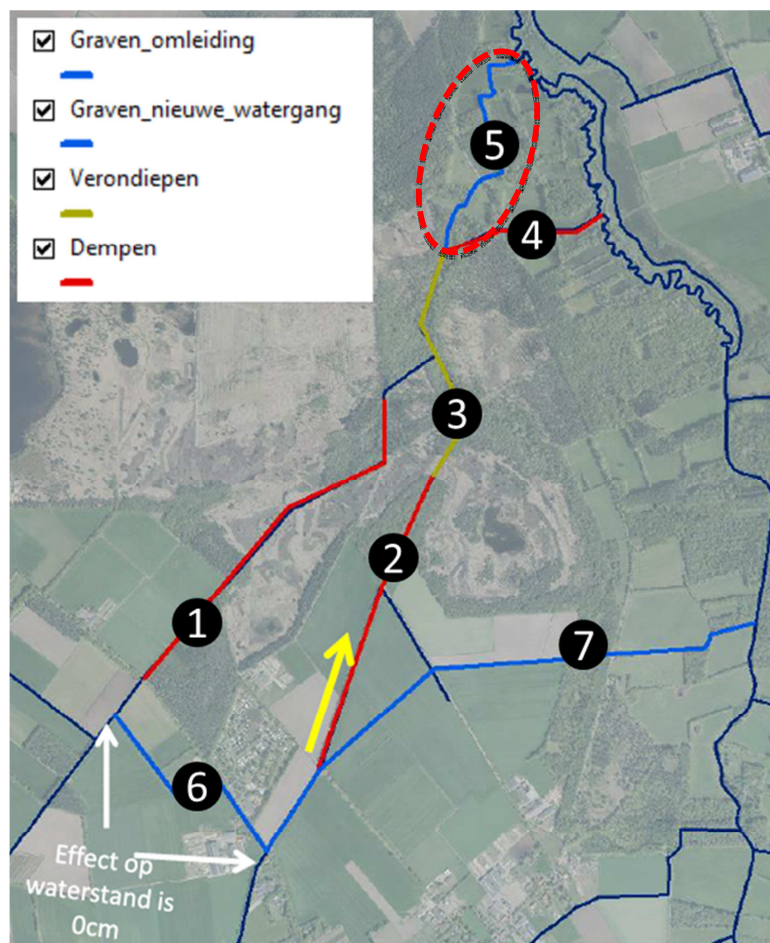 Graven_omleiding
Graven_nieuwe_watergang
Verondiepen
Dempen
5
4
3
2
1
7
6
Effect op
waterstand is
0cm